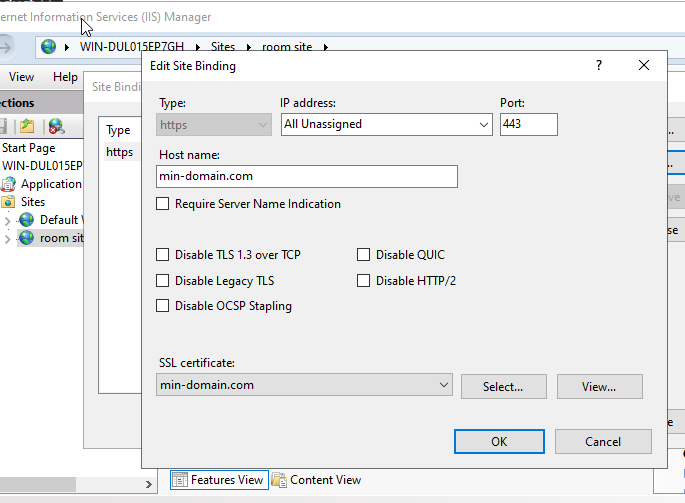 ernet Information Services (IIS) Manager
WIN-DUL015EP7GH Sites room site
View Help
Edit Site Binding ?
Site Bindi
ections
Type: IP address: Port:
https All Unassigned 443
Type
https
Host name:
min-domain.com
Require Server Name Indication
Start Page
WIN-DUL015EP
Application
Sites
Default W
room sit
Disable TLS 1.3 over TCP Disable QUIC
Disable Legacy TLS Disable HTTP/2
Disable OCSP Stapling
SSL certificate:
min-domain.com Select... View...
OK Cancel
Features View Content View